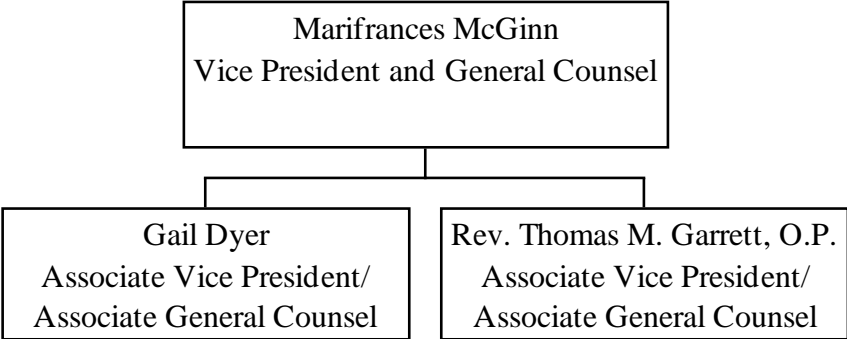 Marifrances McGinn
Vice President and General Counsel
Gail Dyer
Associate Vice President/
Associate General Counsel
Rev. Thomas M. Garrett, O.P.
Associate Vice President/
Associate General Counsel